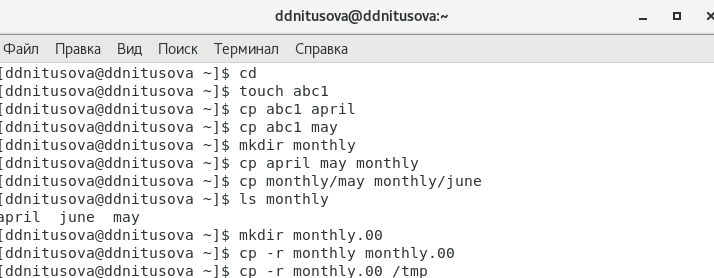 ddnitusova@ddnitusova:~
Файл Правка Вид Поиск Терминал Справка
[ddnitusova@ddnitusova ~]$ cd
[ddnitusova@ddnitusova ~]$ touch abc1
[ddnitusova@ddnitusova ~]$ cp abc1 april
[ddnitusova@ddnitusova ~]$ cp abc1 may
[ddnitusova@ddnitusova ~]$ mkdir monthly
[ddnitusova@ddnitusova ~]$ cp april may monthly
[ddnitusova@ddnitusova ~]$ cp monthly/may monthly/june
[ddnitusova@ddnitusova ~]$ ls monthly
april  june  may
[ddnitusova@ddnitusova ~]$ mkdir monthly.00
[ddnitusova@ddnitusova ~]$ cp -r monthly monthly.00
[ddnitusova@ddnitusova ~]$ cp -r monthly.00 /tmp